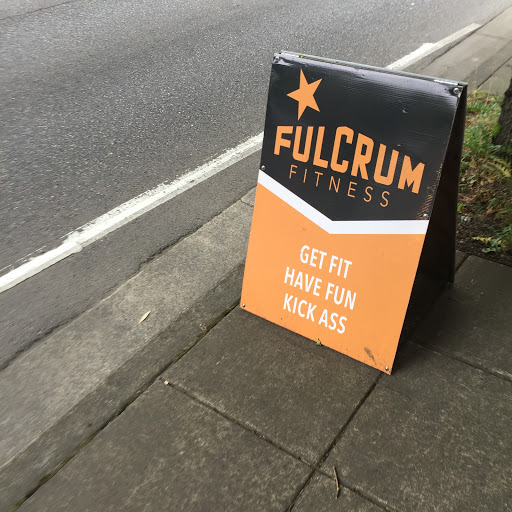 FULCRUM
FITNESS
GET FIT
HAVE FUN
KICK ASS